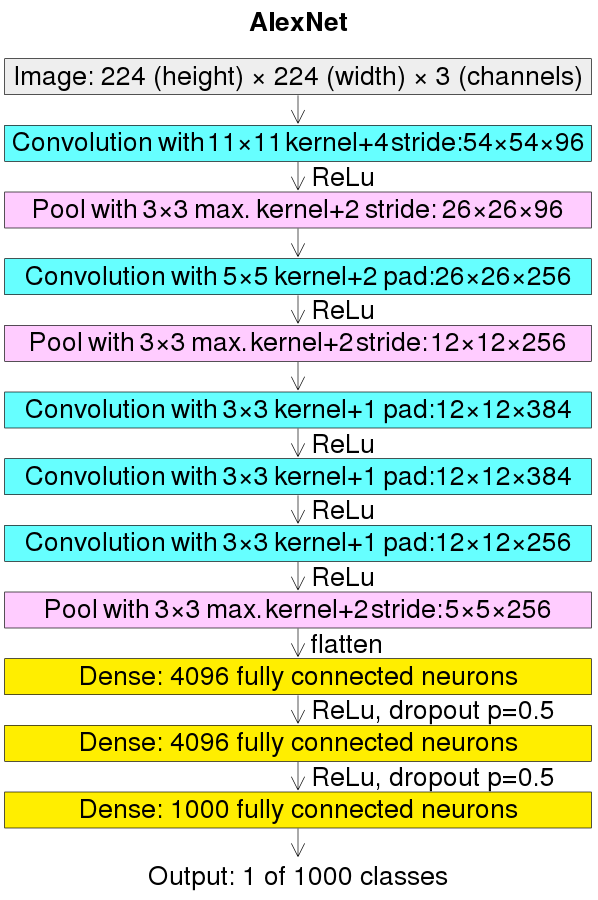 AlexNet
Image: 224 (height) × 224 (width) × 3 (channels)
Convolution with 11×11 kernel+4 stride:54×54×96
ReLu
Pool with 3×3 max. kernel+2 stride: 26×26×96
Convolution with 5×5 kernel+2 pad:26×26×256
ReLu
Pool with 3×3 max. kernel+2 stride:12×12×256
Convolution with 3×3 kernel+1 pad:12×12×384
ReLu
Convolution with 3×3 kernel+1 pad:12×12×384
ReLu
Convolution with 3×3 kernel+1 pad:12×12×256
ReLu
Pool with 3×3 max. kernel+2 stride:5×5×256
flatten
Dense: 4096 fully connected neurons
ReLu, dropout p=0.5
Dense: 4096 fully connected neurons
ReLu, dropout p=0.5
Dense: 1000 fully connected neurons
Output: 1 of 1000 classes